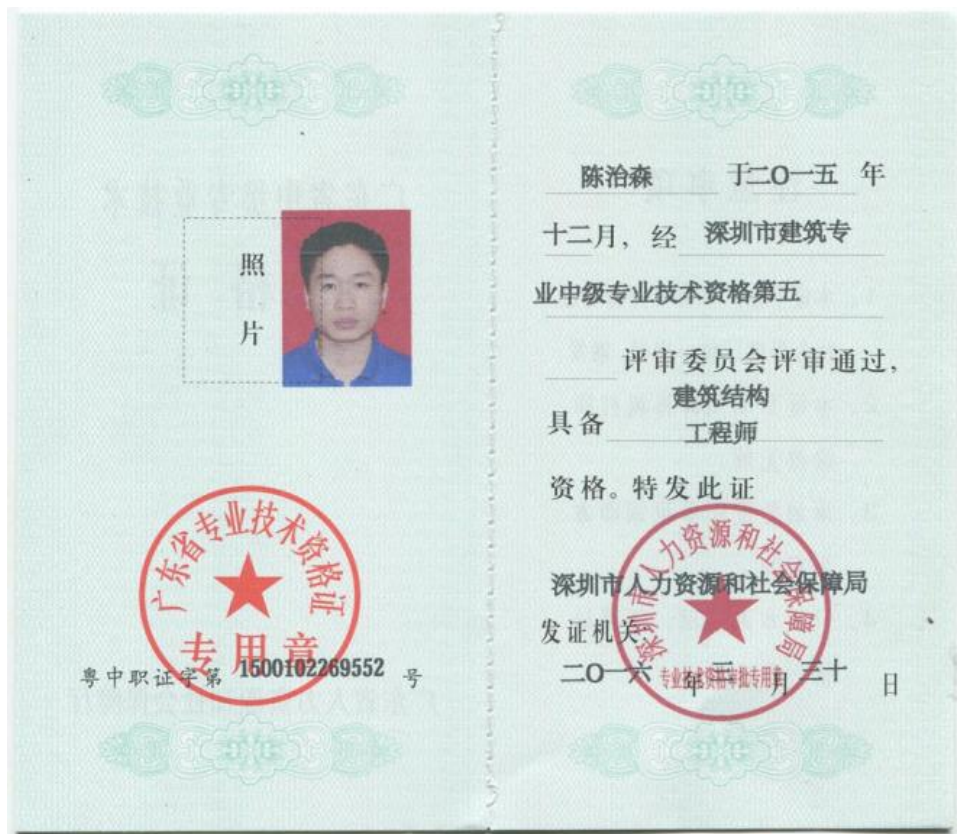 照
片
广东省专业技术资格证
专用章
粤中职证字第 1500102269552 号
陈治森 于二〇一五 年
十二月，经 深圳市建筑专
业中级专业技术资格第五
评审委员会评审通过，
建筑结构
具备 工程师
资格。特发此证
深圳市人力资源和社会保障局
深圳市人力资源和社会保障局
发证机关：
专业技术资格审批专用章
二〇一六 年 三 月 三十 日